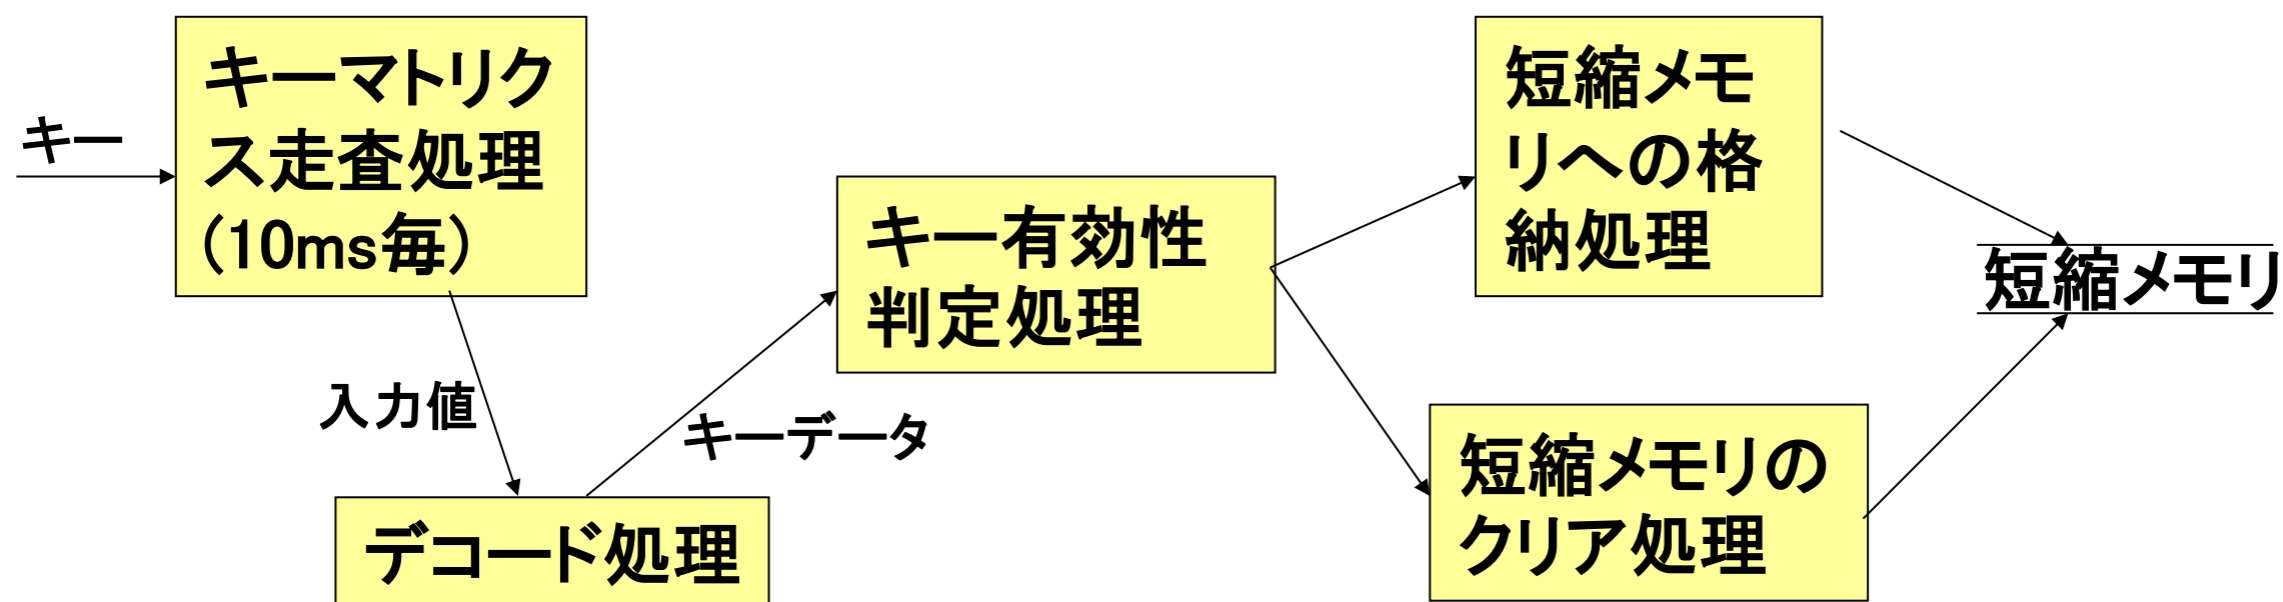 キー
キーマトリク
ス走査処理
(10ms毎)
入力値
デコード処理
キーデータ
キー有効性
判定処理
短縮メモ
リへの格
納処理
短縮メモリの
クリア処理
短縮メモリ